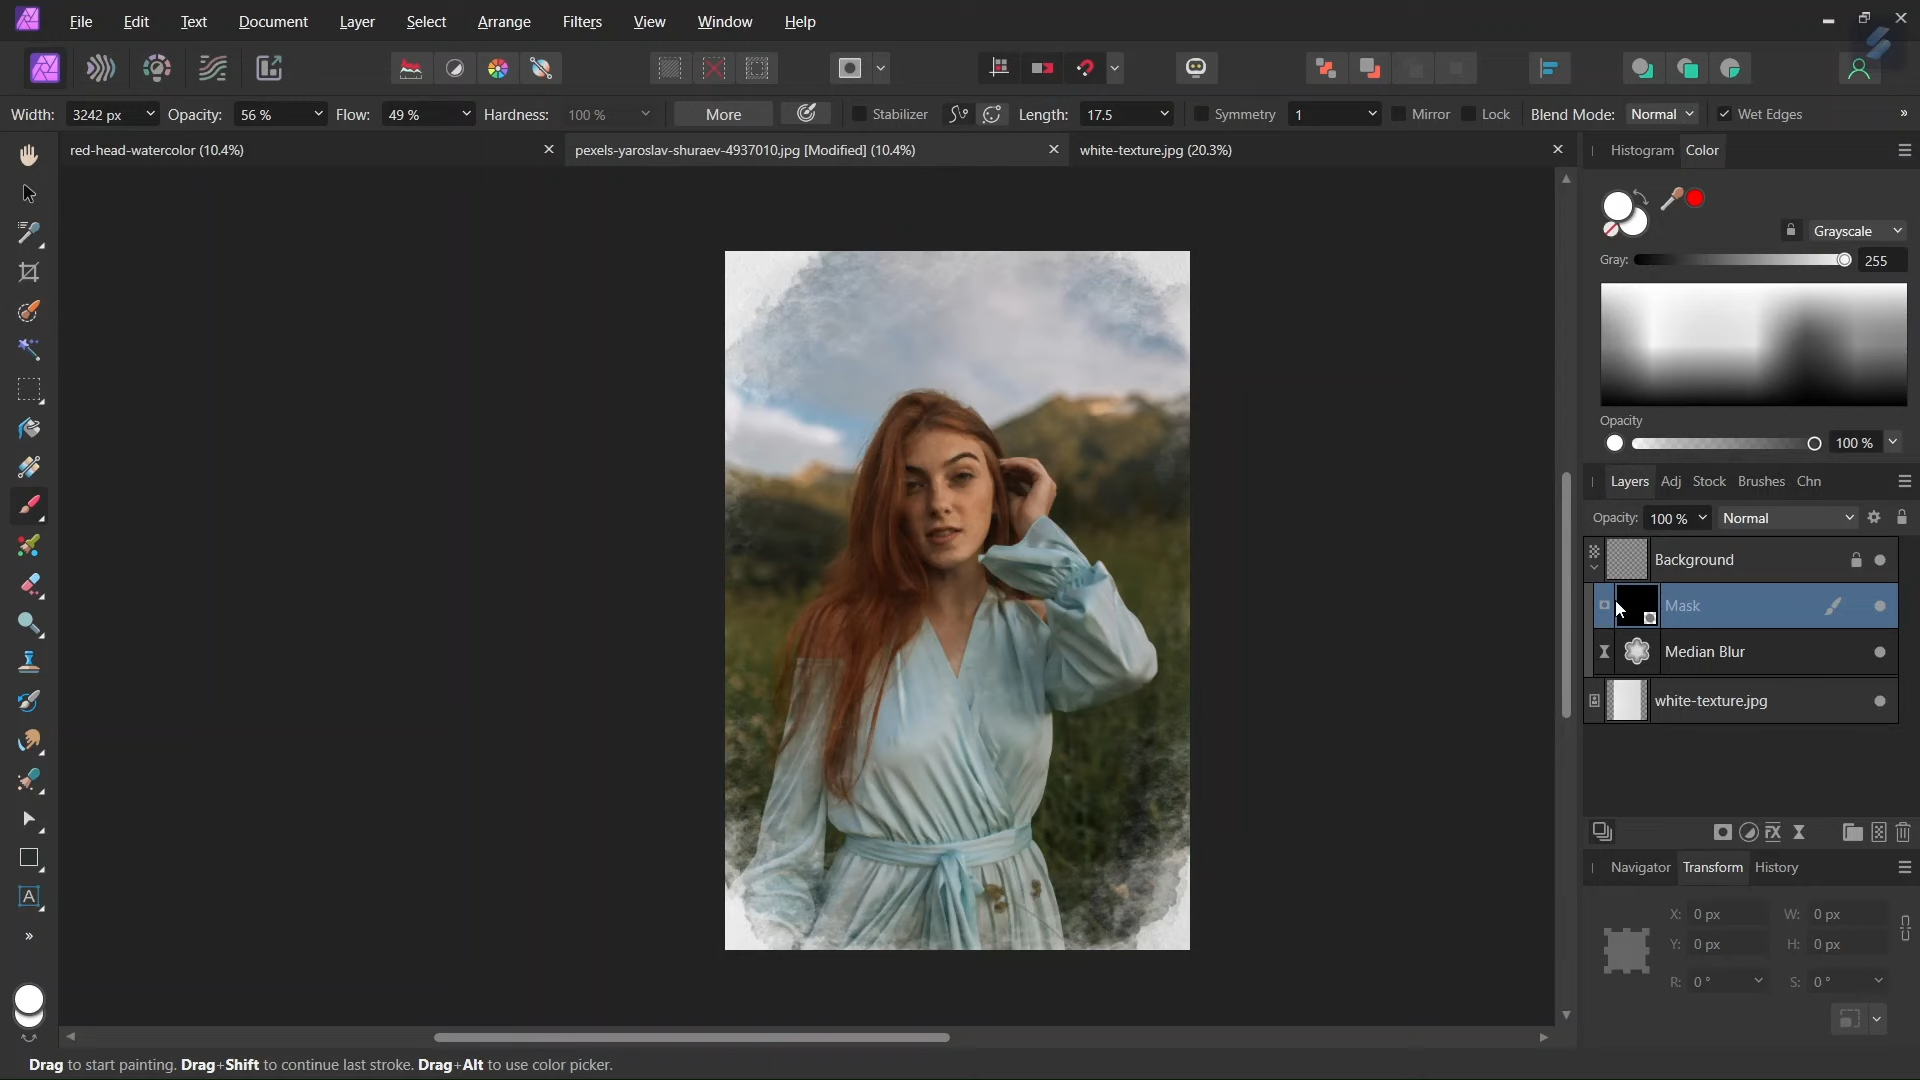 File Edit Text Document Layer Select Arrange Filters View Window Help
Width: 3242 px Opacity: 56 % Flow: 49 % Hardness: 100 % More Stabilizer Length: 17.5 Symmetry 1 Mirror Lock Blend Mode: Normal Wet Edges »
red-head-watercolor (10.4%) pexels-yaroslav-shuraev-4937010.jpg [Modified] (10.4%) white-texture.jpg (20.3%)
Histogram Color
Grayscale
Gray: 255
Opacity
100 %
Layers Adj Stock Brushes Chn
Opacity: 100 % Normal
Background
Mask
Median Blur
white-texture.jpg
Navigator Transform History
X: 0 px W: 0 px
Y: 0 px H: 0 px
R: 0 ° S: 0 °
Drag to start painting. Drag+Shift to continue last stroke. Drag+Alt to use color picker.